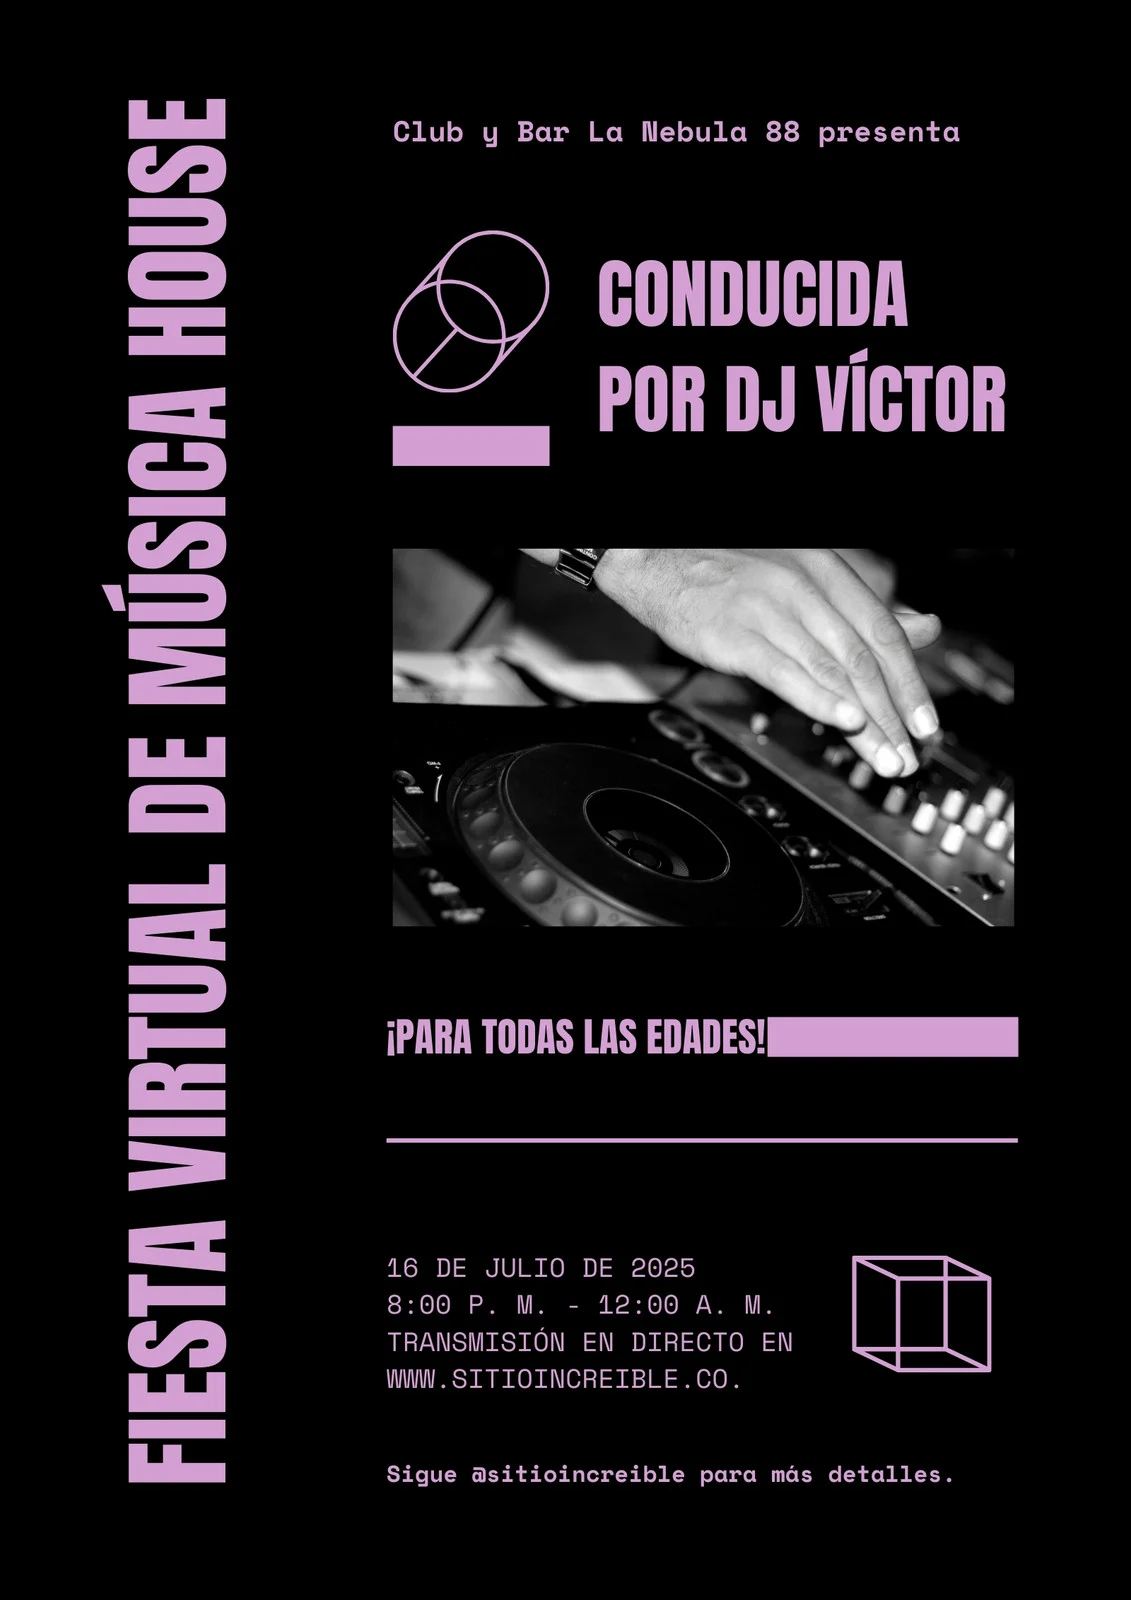 FIESTA VIRTUAL DE MÚSICA HOUSE
Club y Bar La Nebula 88 presenta
CONDUCIDA
POR DJ VÍCTOR
¡PARA TODAS LAS EDADES!
16 DE JULIO DE 2025
8:00 P. M. - 12:00 A. M.
TRANSMISIÓN EN DIRECTO EN
WWW.SITIOINCREIBLE.CO.
Sigue @sitioincreible para más detalles.